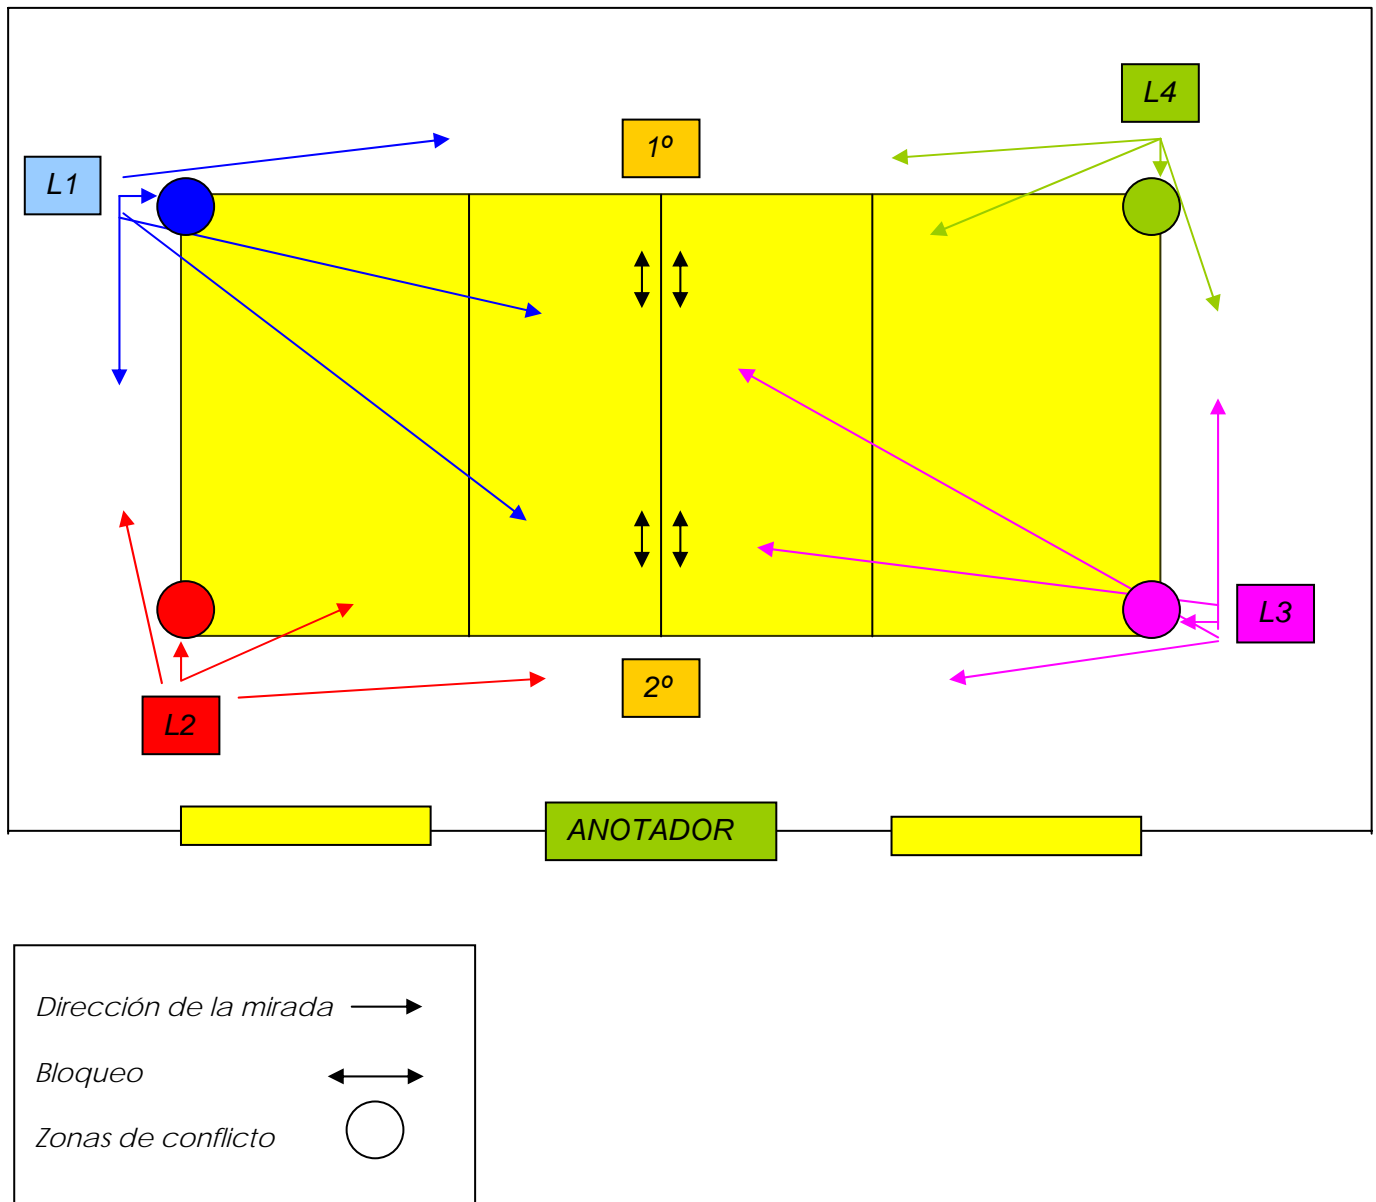 L4
1º
L1
L3
2º
L2
ANOTADOR
Dirección de la mirada
Bloqueo
Zonas de conflicto